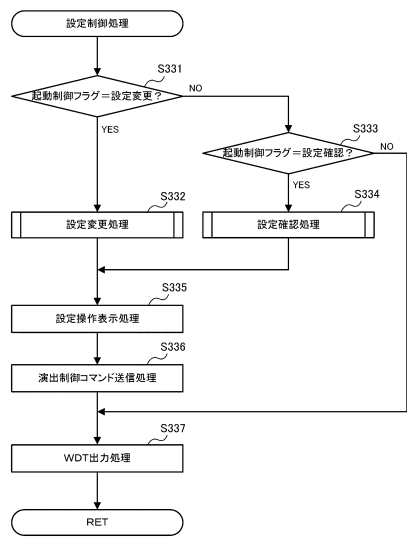 設定制御処理
S331
起動制御フラグ＝設定変更？
NO
YES
S333
起動制御フラグ＝設定確認？
NO
YES
S332
設定変更処理
S334
設定確認処理
S335
設定操作表示処理
S336
演出制御コマンド送信処理
S337
WDT出力処理
RET